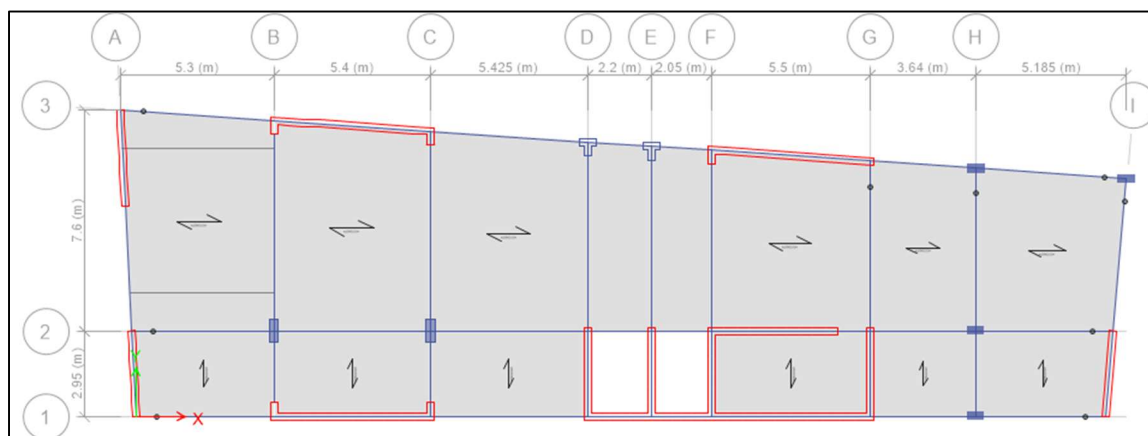 A B C D E F G H I
5.3 (m) 5.4 (m) 5.425 (m) 2.2 (m) 2.05 (m) 5.5 (m) 3.64 (m) 5.185 (m)
3
7.6 (m)
2
2.95 (m)
1
X